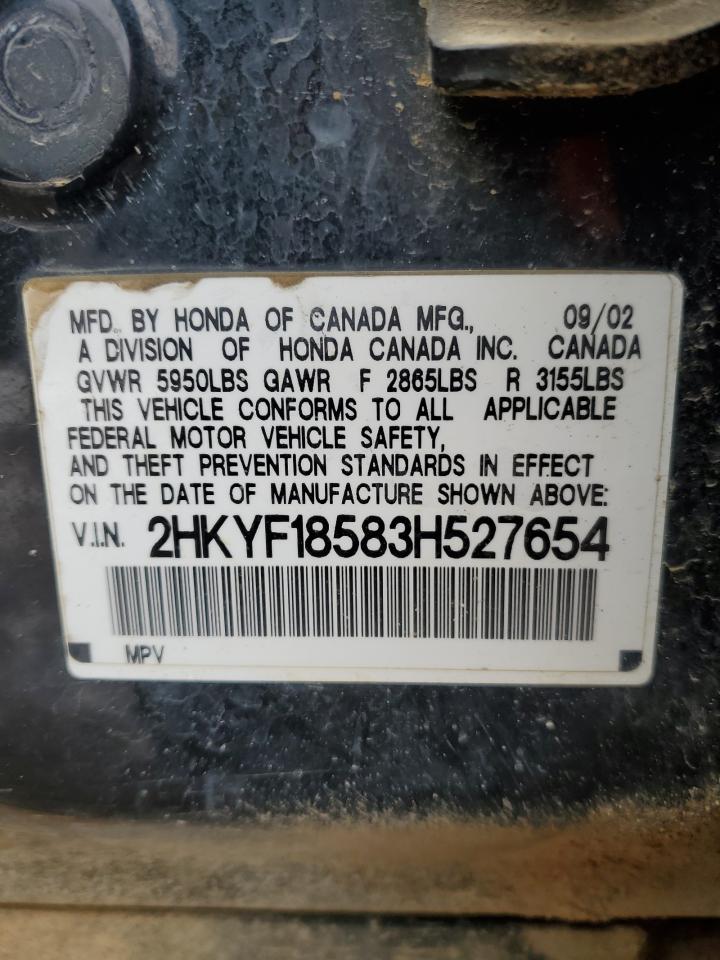 MFD. BY HONDA OF CANADA MFG., 09/02
A DIVISION OF HONDA CANADA INC. CANADA
GVWR 5950LBS GAWR F 2865LBS R 3155LBS
THIS VEHICLE CONFORMS TO ALL APPLICABLE
FEDERAL MOTOR VEHICLE SAFETY,
AND THEFT PREVENTION STANDARDS IN EFFECT
ON THE DATE OF MANUFACTURE SHOWN ABOVE:
V.I.N. 2HKYF18583H527654
MPV